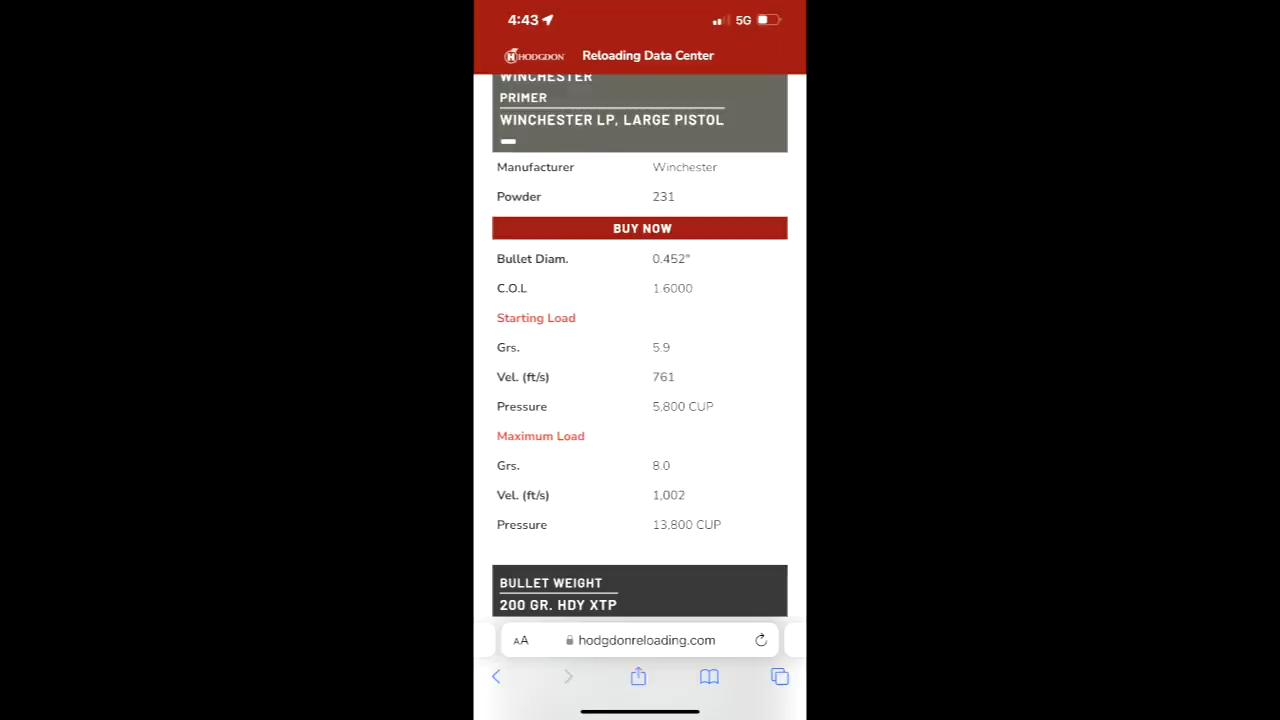 4:43
5G
HODGDON Reloading Data Center
WINCHESTER
PRIMER
WINCHESTER LP, LARGE PISTOL
Manufacturer Winchester
Powder 231
BUY NOW
Bullet Diam. 0.452"
C.O.L 1.6000
Starting Load
Grs. 5.9
Vel. (ft/s) 761
Pressure 5,800 CUP
Maximum Load
Grs. 8.0
Vel. (ft/s) 1,002
Pressure 13,800 CUP
BULLET WEIGHT
200 GR. HDY XTP
AA hodgdonreloading.com